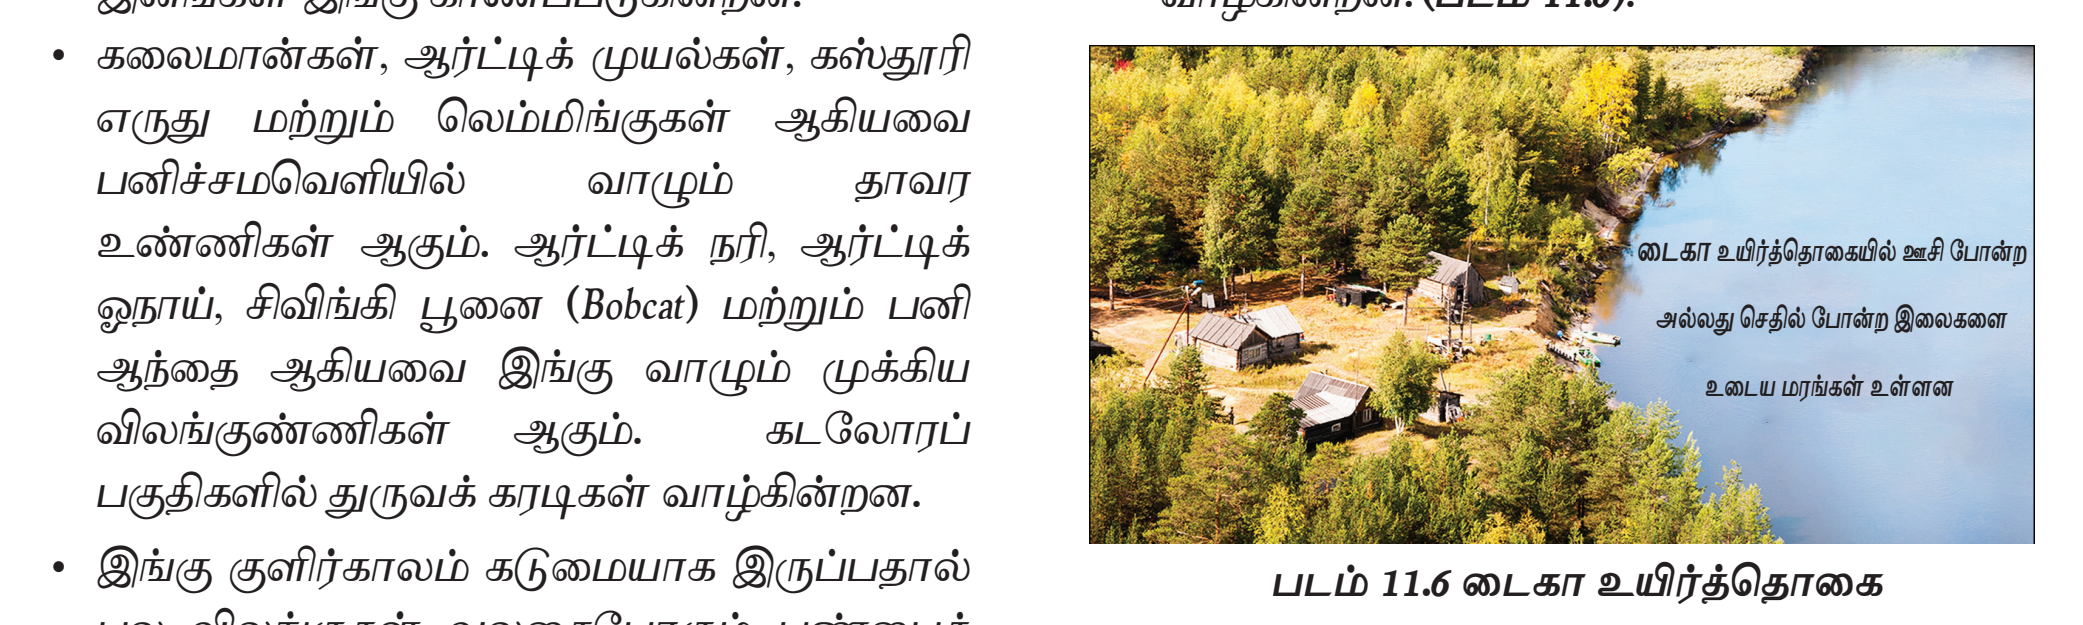 • கலைமான்கள், ஆர்ட்டிக் முயல்கள், கஸ்தூரி
எருது மற்றும் லெம்மிங்குகள் ஆகியவை
பனிச்சமவெளியில் வாழும் தாவர
உண்ணிகள் ஆகும். ஆர்ட்டிக் நரி, ஆர்ட்டிக்
ஓநாய், சிவிங்கி பூனை (Bobcat) மற்றும் பனி
ஆந்தை ஆகியவை இங்கு வாழும் முக்கிய
விலங்குண்ணிகள் ஆகும். கடலோரப்
பகுதிகளில் துருவக் கரடிகள் வாழ்கின்றன.
• இங்கு குளிர்காலம் கடுமையாக இருப்பதால்
டைகா உயிர்த்தொகையில் ஊசி போன்ற
அல்லது செதில் போன்ற இலைகளை
உடைய மரங்கள் உள்ளன
படம் 11.6 டைகா உயிர்த்தொகை